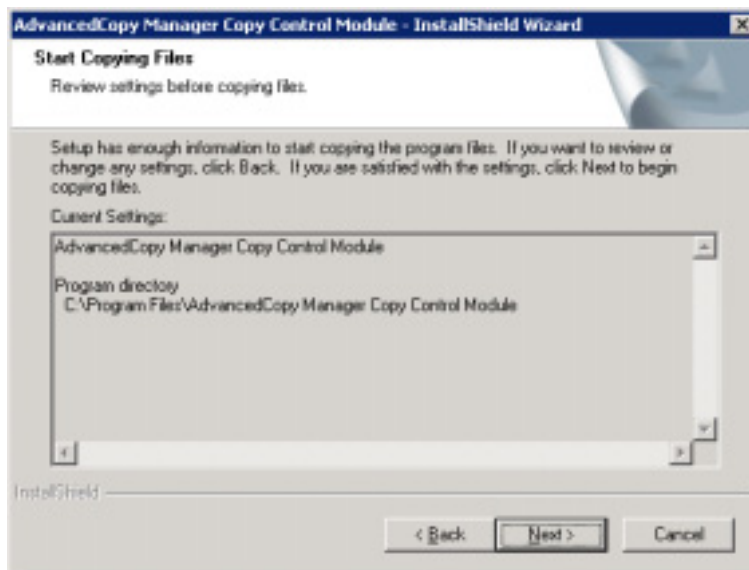 AdvancedCopy Manager Copy Control Module - InstallShield Wizard
Start Copying Files
Review settings before copying files.
Setup has enough information to start copying the program files. If you want to review or
change any settings, click Back. If you are satisfied with the settings, click Next to begin
copying files.
Current Settings:
AdvancedCopy Manager Copy Control Module
Program directory
C:\Program Files\AdvancedCopy Manager Copy Control Module
InstallShield
< Back
Next >
Cancel